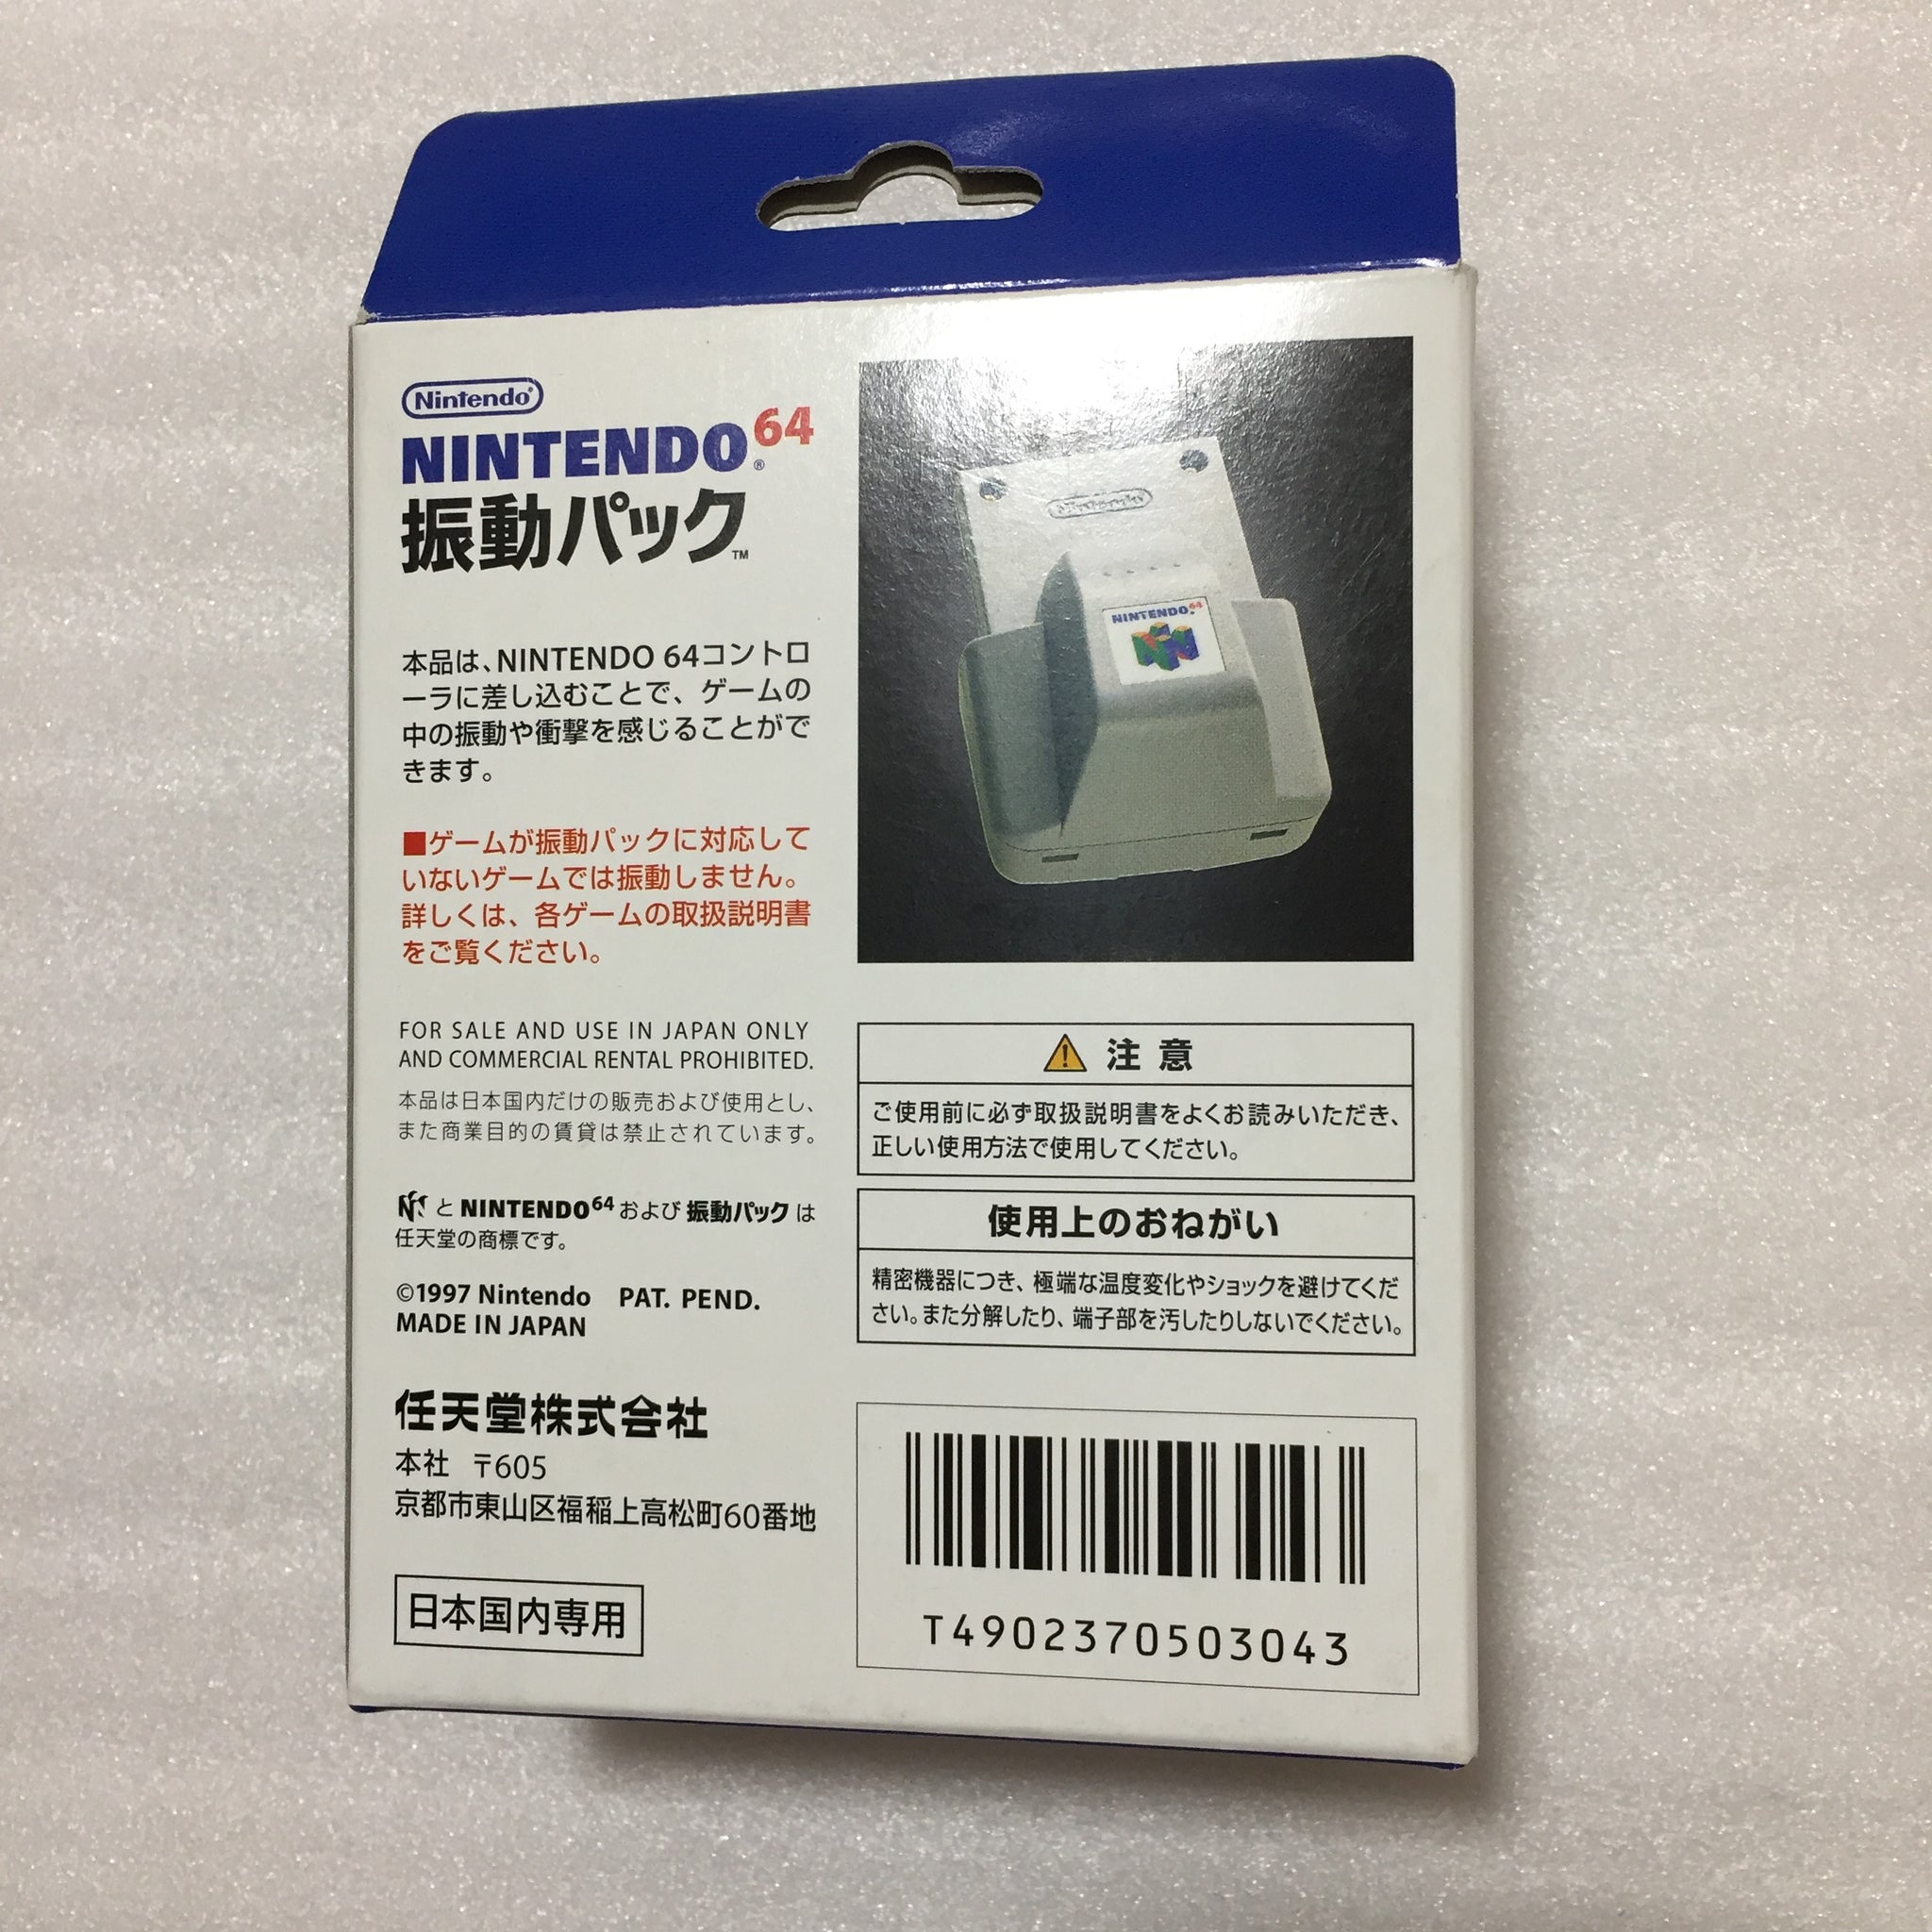 Nintendo®
NINTENDO64®
振動パック™
本品は、NINTENDO 64コントロ
ーラに差し込むことで、ゲームの
中の振動や衝撃を感じることがで
きます。
■ゲームが振動パックに対応して
いないゲームでは振動しません。
詳しくは、各ゲームの取扱説明書
をご覧ください。
FOR SALE AND USE IN JAPAN ONLY
AND COMMERCIAL RENTAL PROHIBITED.
本品は日本国内だけの販売および使用とし、
また商業目的の賃貸は禁止されています。
と NINTENDO64 および 振動パック は
任天堂の商標です。
©1997 Nintendo PAT. PEND.
MADE IN JAPAN
任天堂株式会社
本社 〒605
京都市東山区福稲上高松町60番地
日本国内専用
Nintendo
NINTENDO64
注意
ご使用前に必ず取扱説明書をよくお読みいただき、
正しい使用方法で使用してください。
使用上のおねがい
精密機器につき、極端な温度変化やショックを避けてくだ
さい。また分解したり、端子部を汚したりしないでください。
T4902370503043